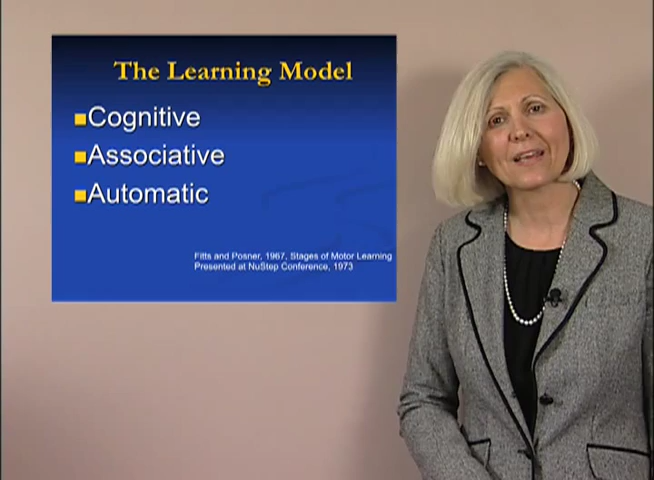 The Learning Model
Cognitive
Associative
Automatic
Fitts and Posner, 1967, Stages of Motor Learning
Presented at NuStep Conference, 1973